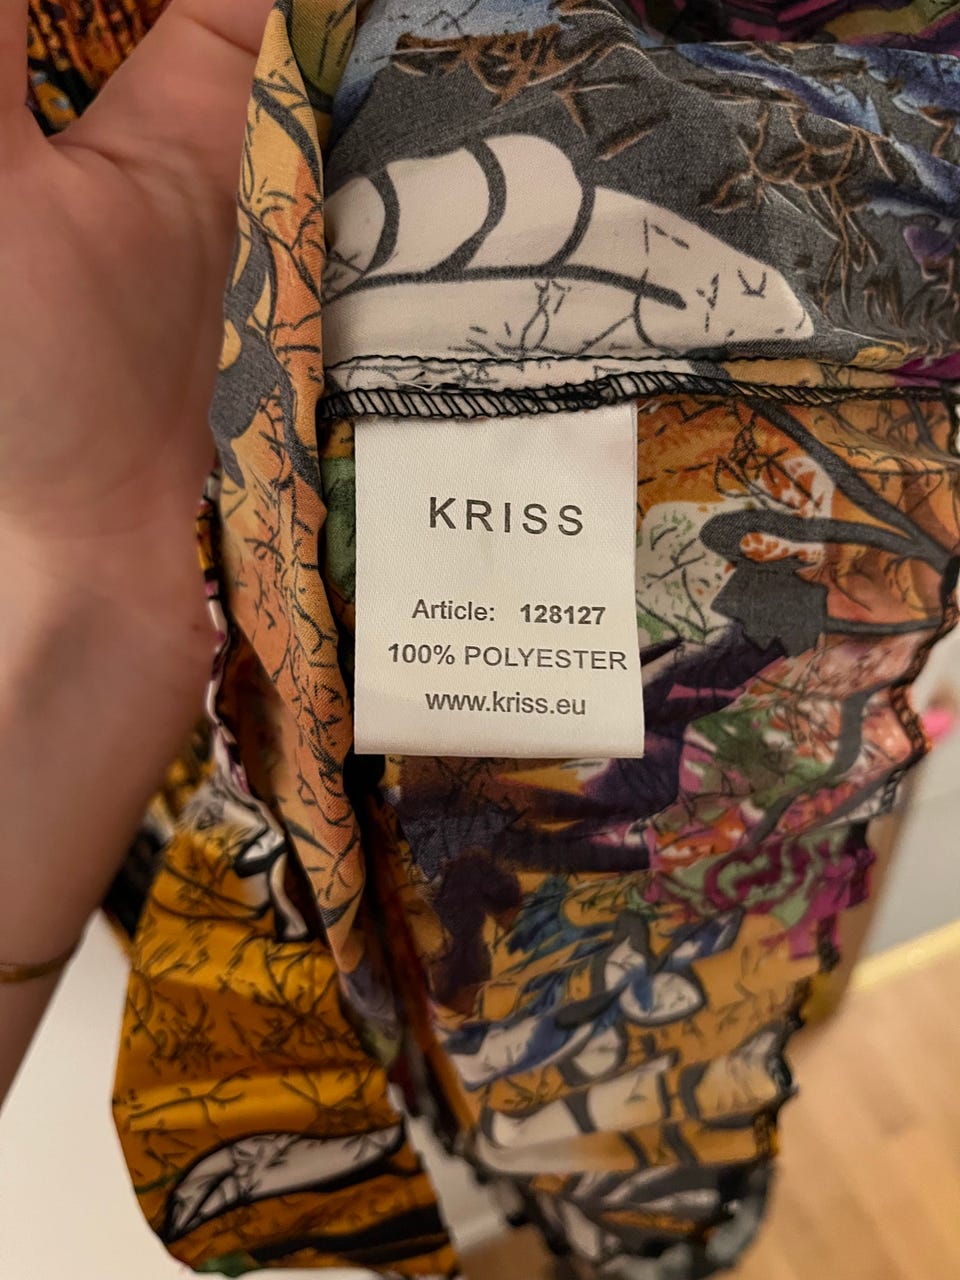 KRISS
Article: 128127
100% POLYESTER
www.kriss.eu